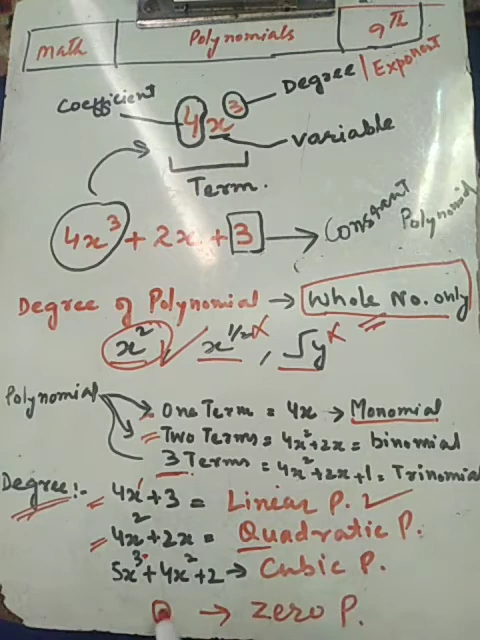 Math Polynomials 9th
Coefficient 4x³ Degree / Exponent
variable
Term.
4x³ + 2x + 3 → Constant Polynomial
Degree of Polynomial → Whole No. only
x² ✓ x^1/2 ×, √y ×
Polynomial
One Term = 4x → Monomial
Two Terms = 4x²+2x = binomial
3 Terms = 4x²+2x+1 = Trinomial
Degree :- 4x¹+3 = Linear P. ✓
4x²+2x = Quadratic P.
5x³+4x²+2 → Cubic P.
0 → Zero P.